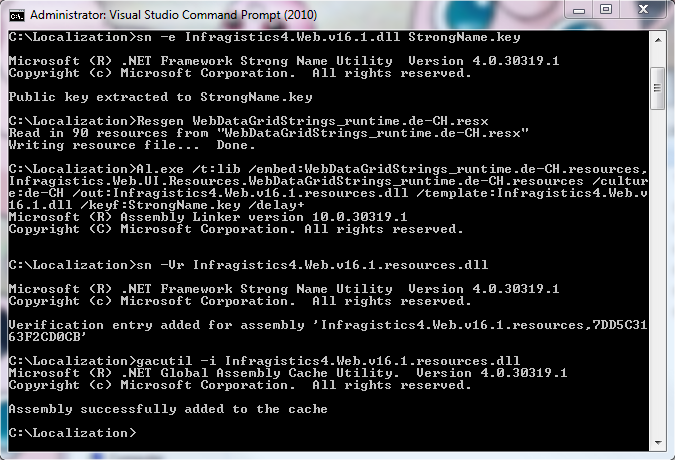 Administrator: Visual Studio Command Prompt (2010)
C:\Localization>sn -e Infragistics4.Web.v16.1.dll StrongName.key
Microsoft (R) .NET Framework Strong Name Utility  Version 4.0.30319.1
Copyright (c) Microsoft Corporation.  All rights reserved.
Public key extracted to StrongName.key
C:\Localization>Resgen WebDataGridStrings_runtime.de-CH.resx
Read in 90 resources from "WebDataGridStrings_runtime.de-CH.resx"
Writing resource file...  Done.
C:\Localization>Al.exe /t:lib /embed:WebDataGridStrings_runtime.de-CH.resources,
Infragistics.Web.UI.Resources.WebDataGridStrings_runtime.de-CH.resources /cultur
e:de-CH /out:Infragistics4.Web.v16.1.resources.dll /template:Infragistics4.Web.v
16.1.dll /keyf:StrongName.key /delay+
Microsoft (R) Assembly Linker version 10.0.30319.1
Copyright (C) Microsoft Corporation. All rights reserved.
C:\Localization>sn -Vr Infragistics4.Web.v16.1.resources.dll
Microsoft (R) .NET Framework Strong Name Utility  Version 4.0.30319.1
Copyright (c) Microsoft Corporation.  All rights reserved.
Verification entry added for assembly 'Infragistics4.Web.v16.1.resources,7DD5C31
63F2CD0CB'
C:\Localization>gacutil -i Infragistics4.Web.v16.1.resources.dll
Microsoft (R) .NET Global Assembly Cache Utility.  Version 4.0.30319.1
Copyright (c) Microsoft Corporation.  All rights reserved.
Assembly successfully added to the cache
C:\Localization>